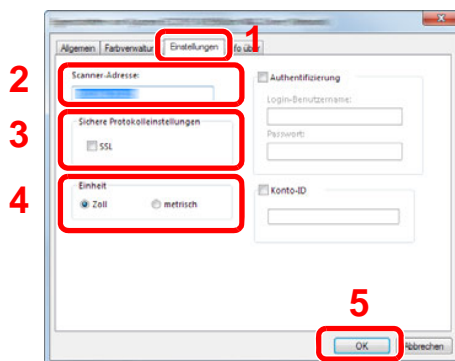 1
Algemein Farbverwaltur Einstellungen fo über
2
Scanner-Adresse:
3
Sichere Protokolleinstellungen
SSL
4
Einheit
Zoll metrisch
Authentifizierung
Login-Benutzername:
Passwort:
Konto-ID
5
OK Abbrechen